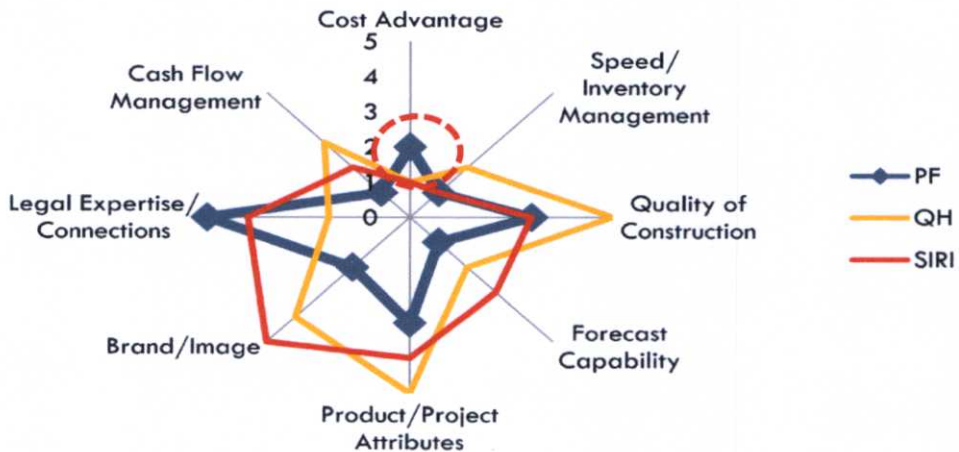 Cost Advantage
5
4
3
2
1
0
Speed/
Inventory
Management
Quality of
Construction
Forecast
Capability
Product/Project
Attributes
Brand/Image
Legal Expertise/
Connections
Cash Flow
Management
PF
QH
SIRI